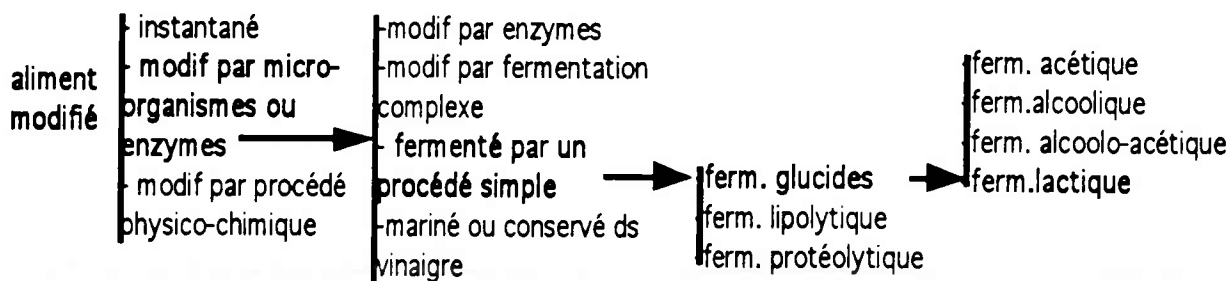 aliment
modifié
- instantané
- modif par micro-
organismes ou
enzymes
- modif par procédé
physico-chimique
-modif par enzymes
-modif par fermentation
complexe
- fermenté par un
procédé simple
-mariné ou conservé ds
vinaigre
ferm. glucides
ferm. lipolytique
ferm. protéolytique
ferm. acétique
ferm.alcoolique
ferm. alcoolo-acétique
ferm.lactique